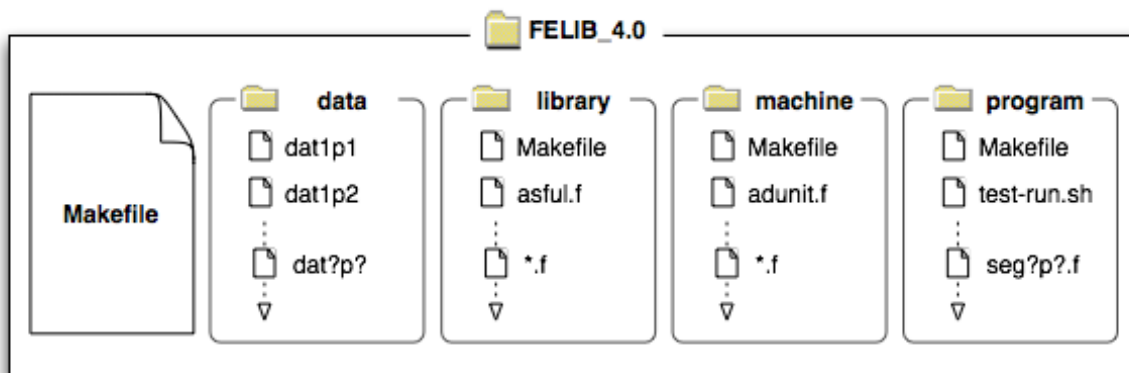 FELIB_4.0
Makefile
data
dat1p1
dat1p2
dat?p?
library
Makefile
asful.f
*.f
machine
Makefile
adunit.f
*.f
program
Makefile
test-run.sh
seg?p?.f